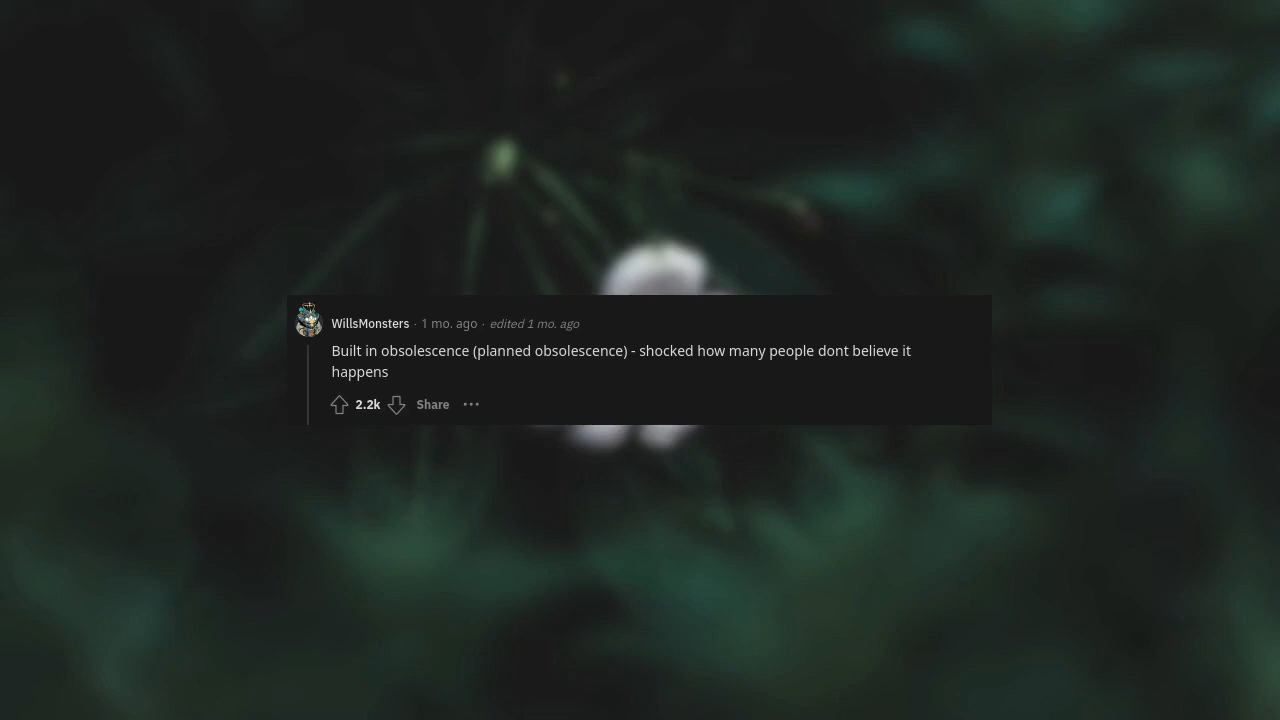 WillsMonsters · 1 mo. ago · edited 1 mo. ago
Built in obsolescence (planned obsolescence) - shocked how many people dont believe it
happens
2.2k Share ···